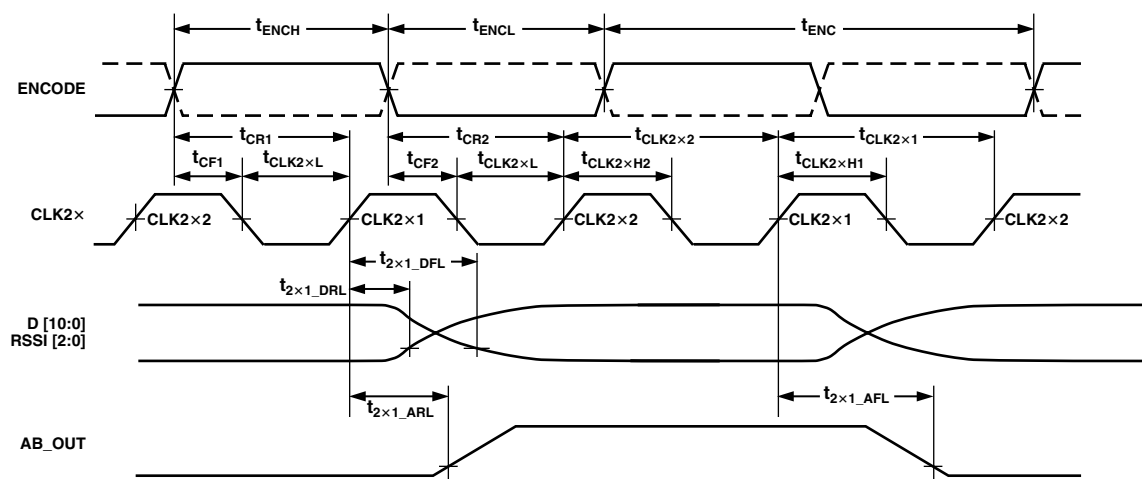 tENCH tENCL tENC
ENCODE
tCR1 tCR2 tCLK2×2 tCLK2×1
tCF1 tCLK2×L tCF2 tCLK2×L tCLK2×H2 tCLK2×H1
CLK2× CLK2×2 CLK2×1 CLK2×2 CLK2×1 CLK2×2
t2×1_DFL
t2×1_DRL
D [10:0]
RSSI [2:0]
t2×1_ARL t2×1_AFL
AB_OUT